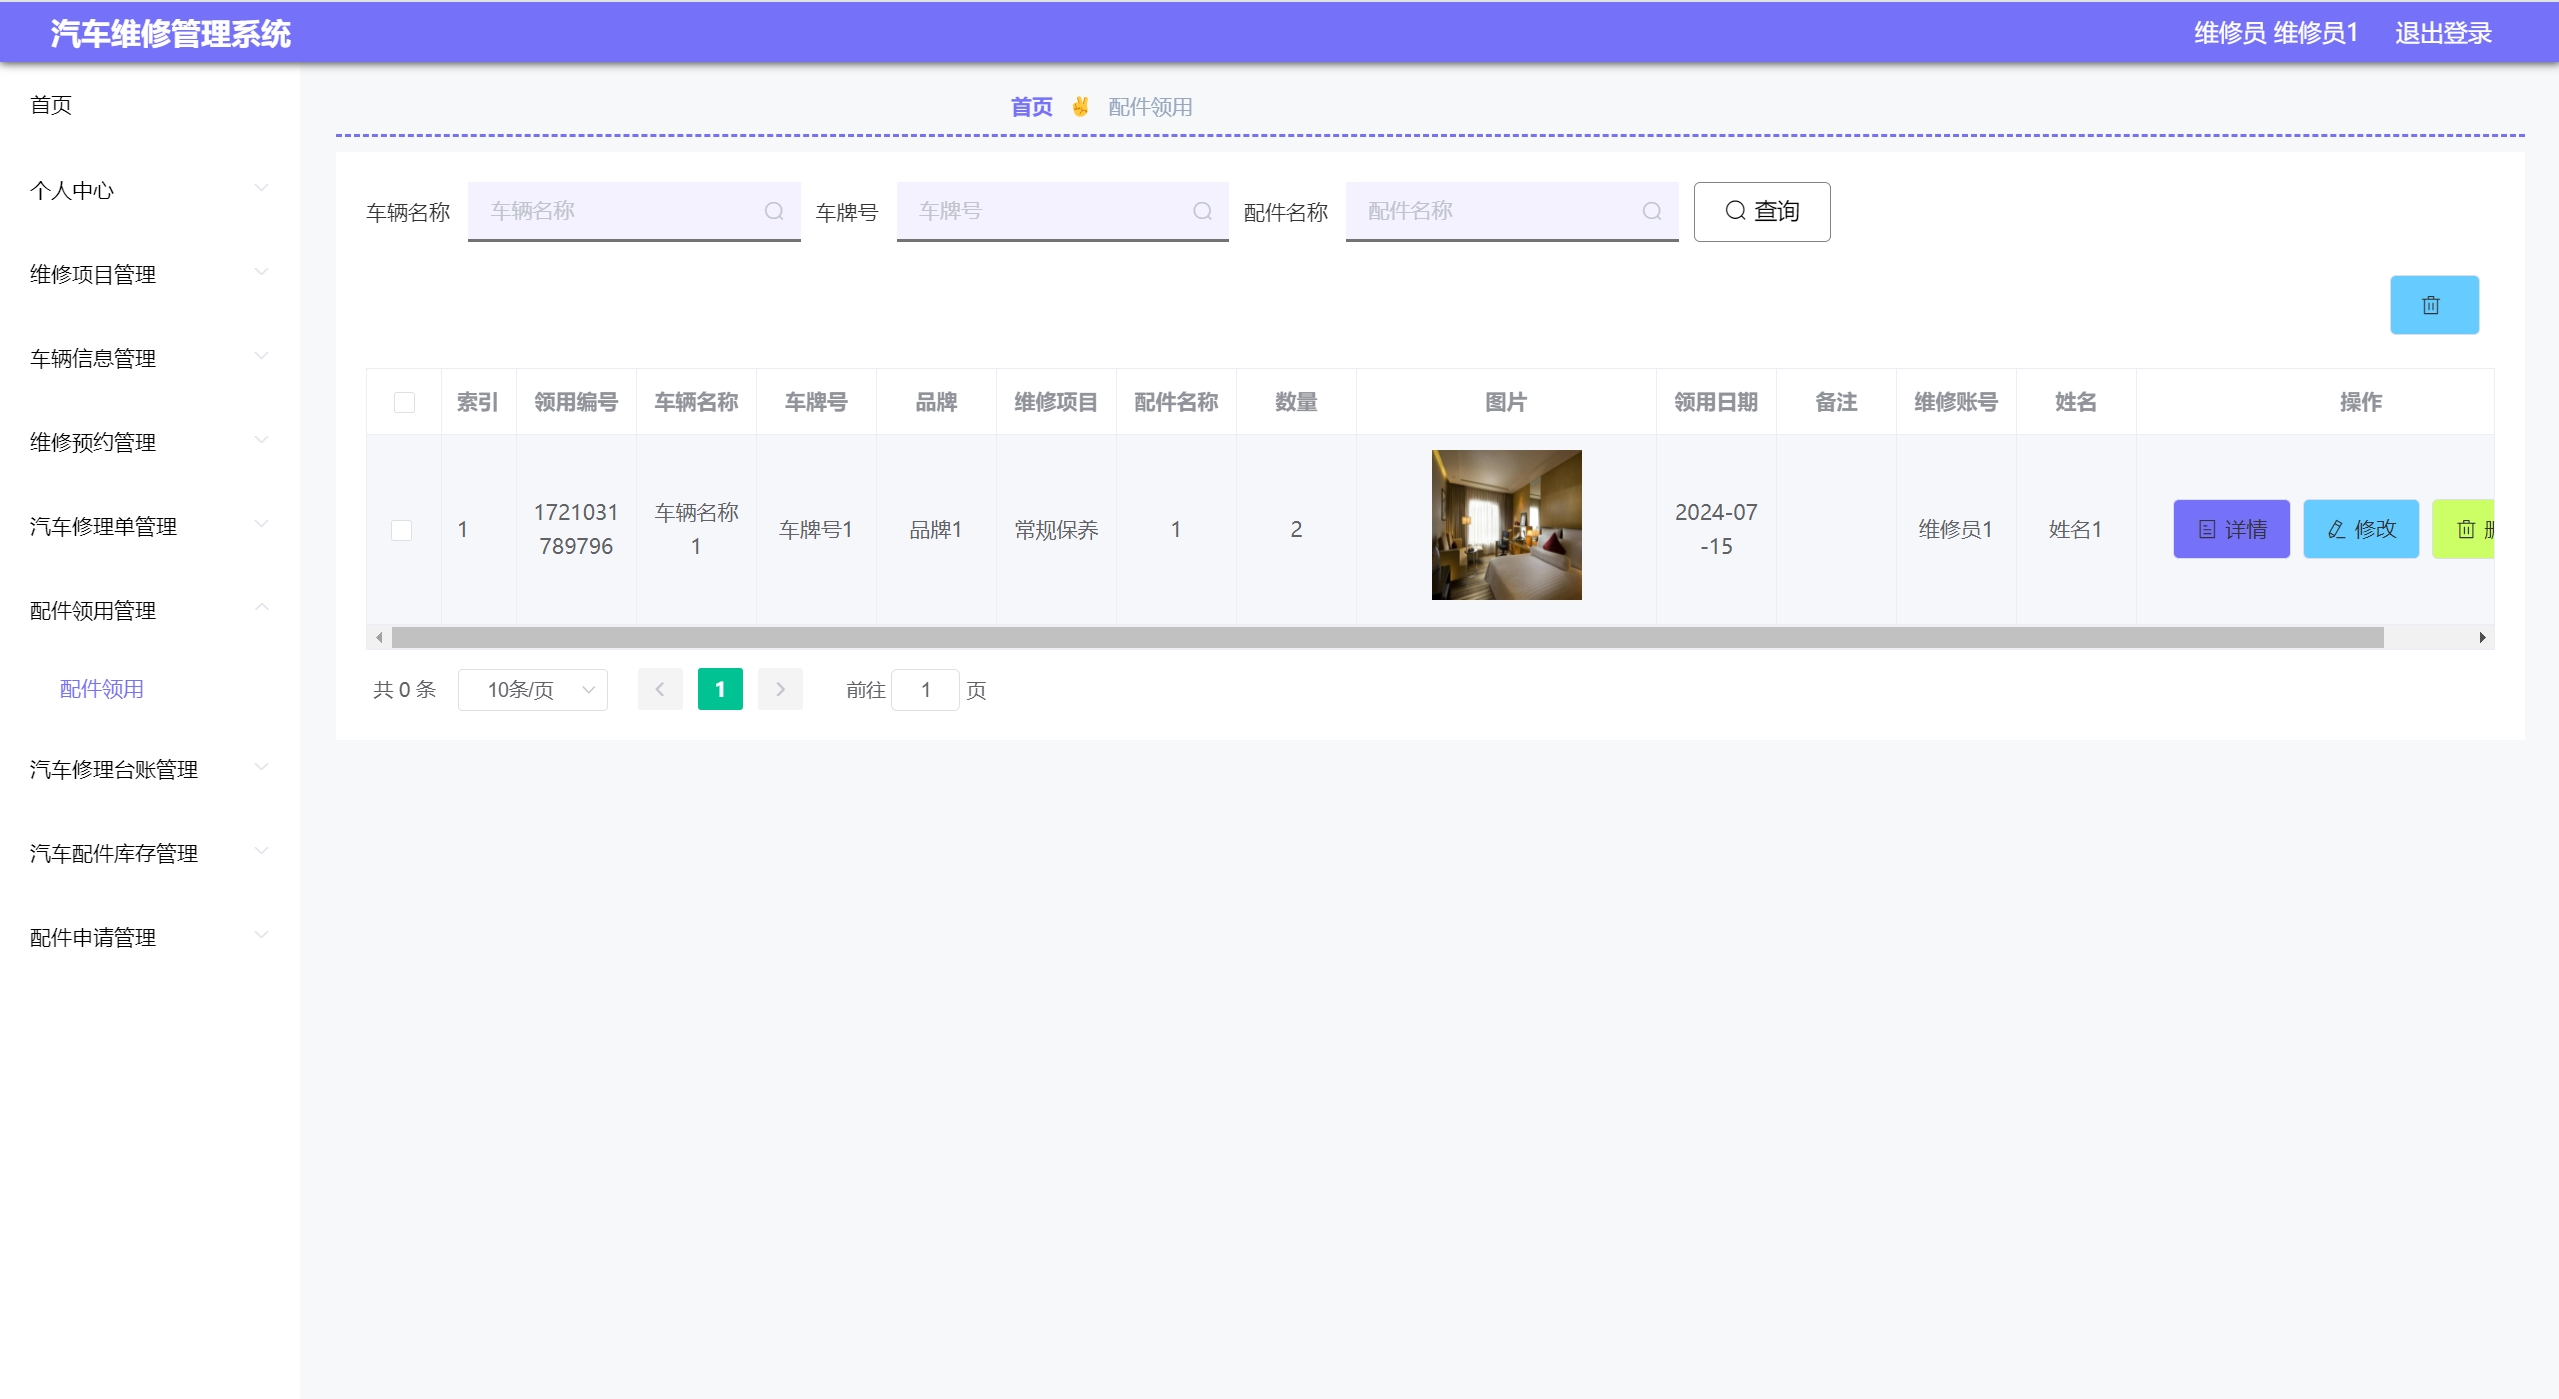 汽车维修管理系统
维修员 维修员1 退出登录
首页
个人中心
维修项目管理
车辆信息管理
维修预约管理
汽车修理单管理
配件领用管理
配件领用
汽车修理台账管理
汽车配件库存管理
配件申请管理
首页 ✌ 配件领用
车辆名称 车辆名称 车牌号 车牌号 配件名称 配件名称 查询
索引 领用编号 车辆名称 车牌号 品牌 维修项目 配件名称 数量 图片 领用日期 备注 维修账号 姓名 操作
1 1721031789796 车辆名称1 车牌号1 品牌1 常规保养 1 2 2024-07-15 维修员1 姓名1 详情 修改
共 0 条 10条/页 1 前往 1 页